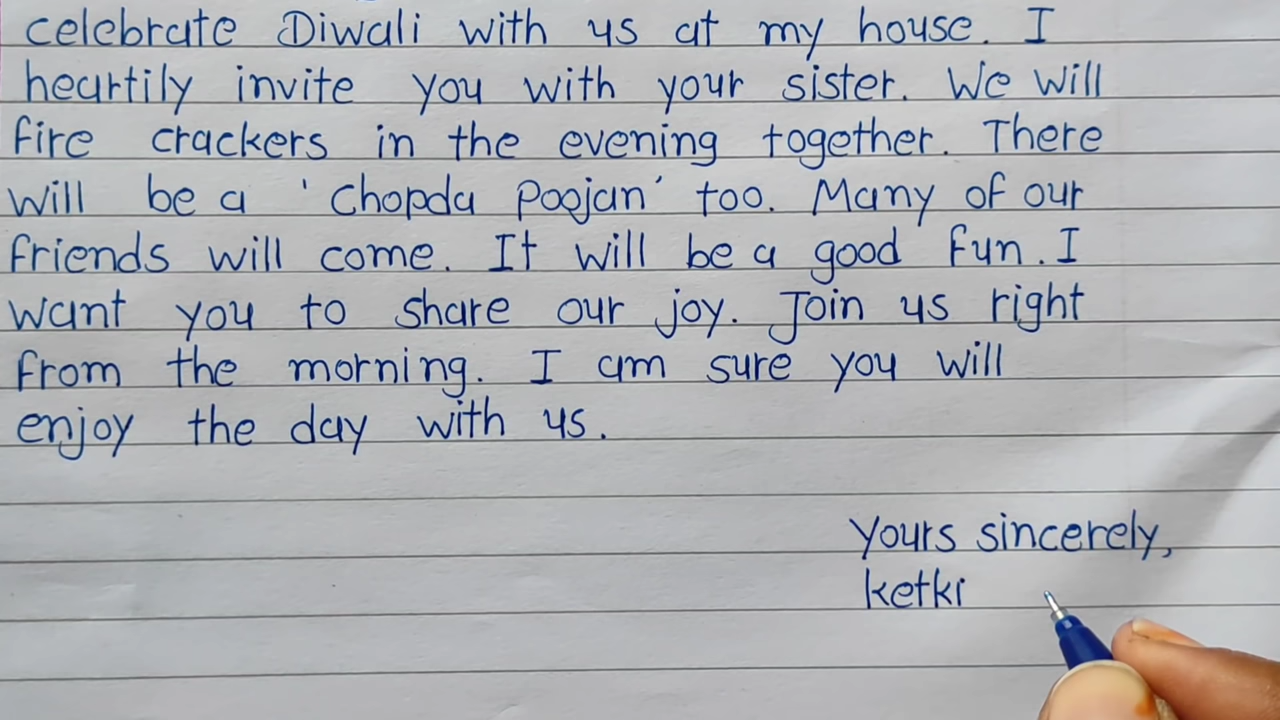 celebrate Diwali with us at my house. I
heartily invite you with your sister. We will
fire crackers in the evening together. There
will be a 'Chopda Poojan' too. Many of our
friends will come. It will be a good fun. I
want you to share our joy. Join us right
from the morning. I am sure you will
enjoy the day with us.
Yours sincerely,
ketki